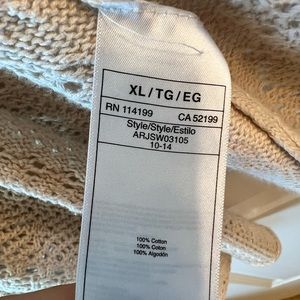 XL / TG / EG
RN 114199 CA 52199
Style/Style/Estilo
ARJSW03105
10-14
100% Cotton
100% Coton
100% Algodón